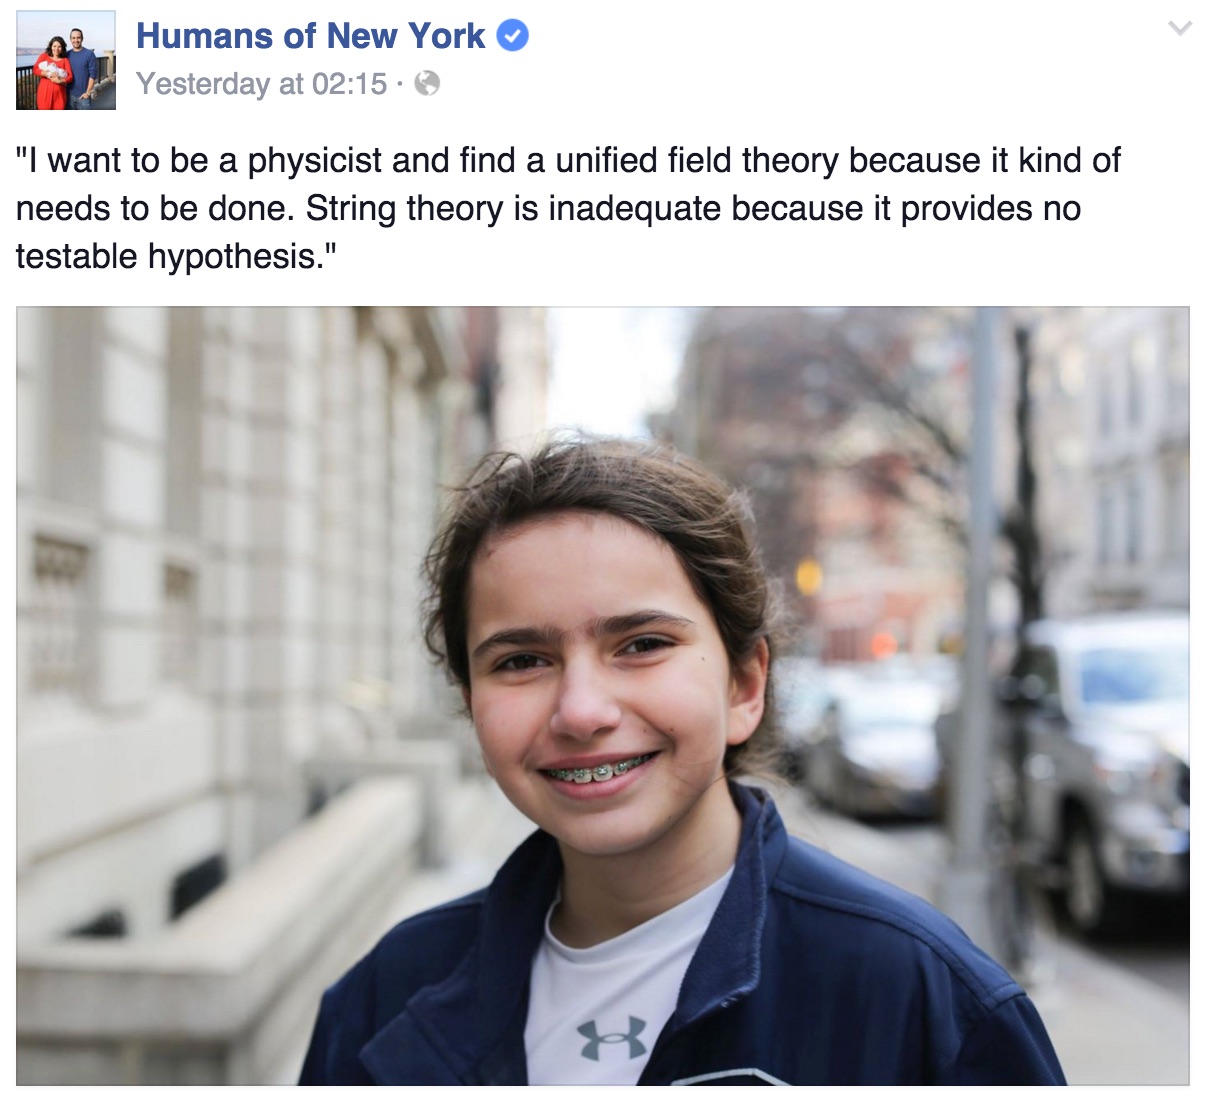 Humans of New York
Yesterday at 02:15 ·
"I want to be a physicist and find a unified field theory because it kind of
needs to be done. String theory is inadequate because it provides no
testable hypothesis."